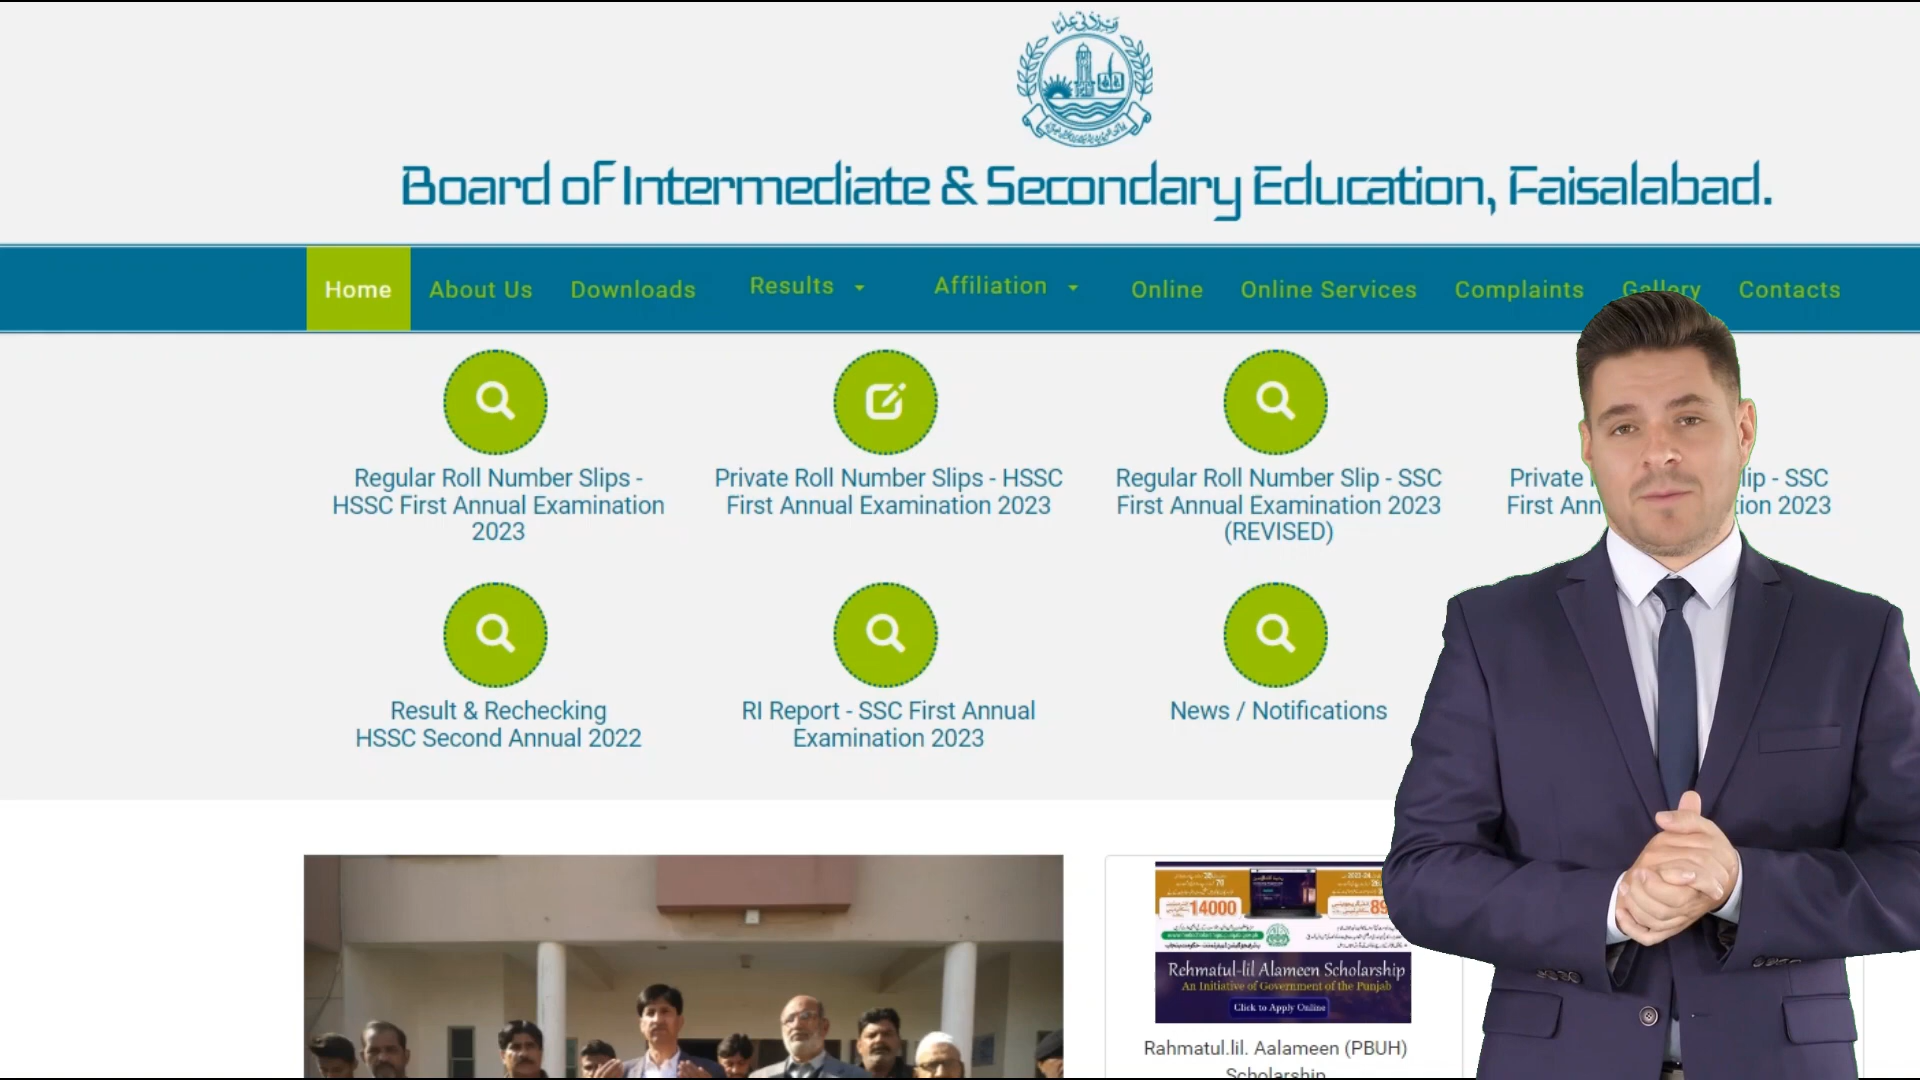 Board of Intermediate & Secondary Education, Faisalabad.
Home
About Us
Downloads
Results
Affiliation
Online
Online Services
Complaints
Gallery
Contacts
Regular Roll Number Slips -
HSSC First Annual Examination
2023
Private Roll Number Slips - HSSC
First Annual Examination 2023
Regular Roll Number Slip - SSC
First Annual Examination 2023
(REVISED)
Private lip - SSC
First Ann tion 2023
Result & Rechecking
HSSC Second Annual 2022
RI Report - SSC First Annual
Examination 2023
News / Notifications
14000
89
Rehmatul-lil Alameen Scholarship
An Initiative of Government of the Punjab
Click to Apply Online
Rahmatul.lil. Aalameen (PBUH)
Scholarship